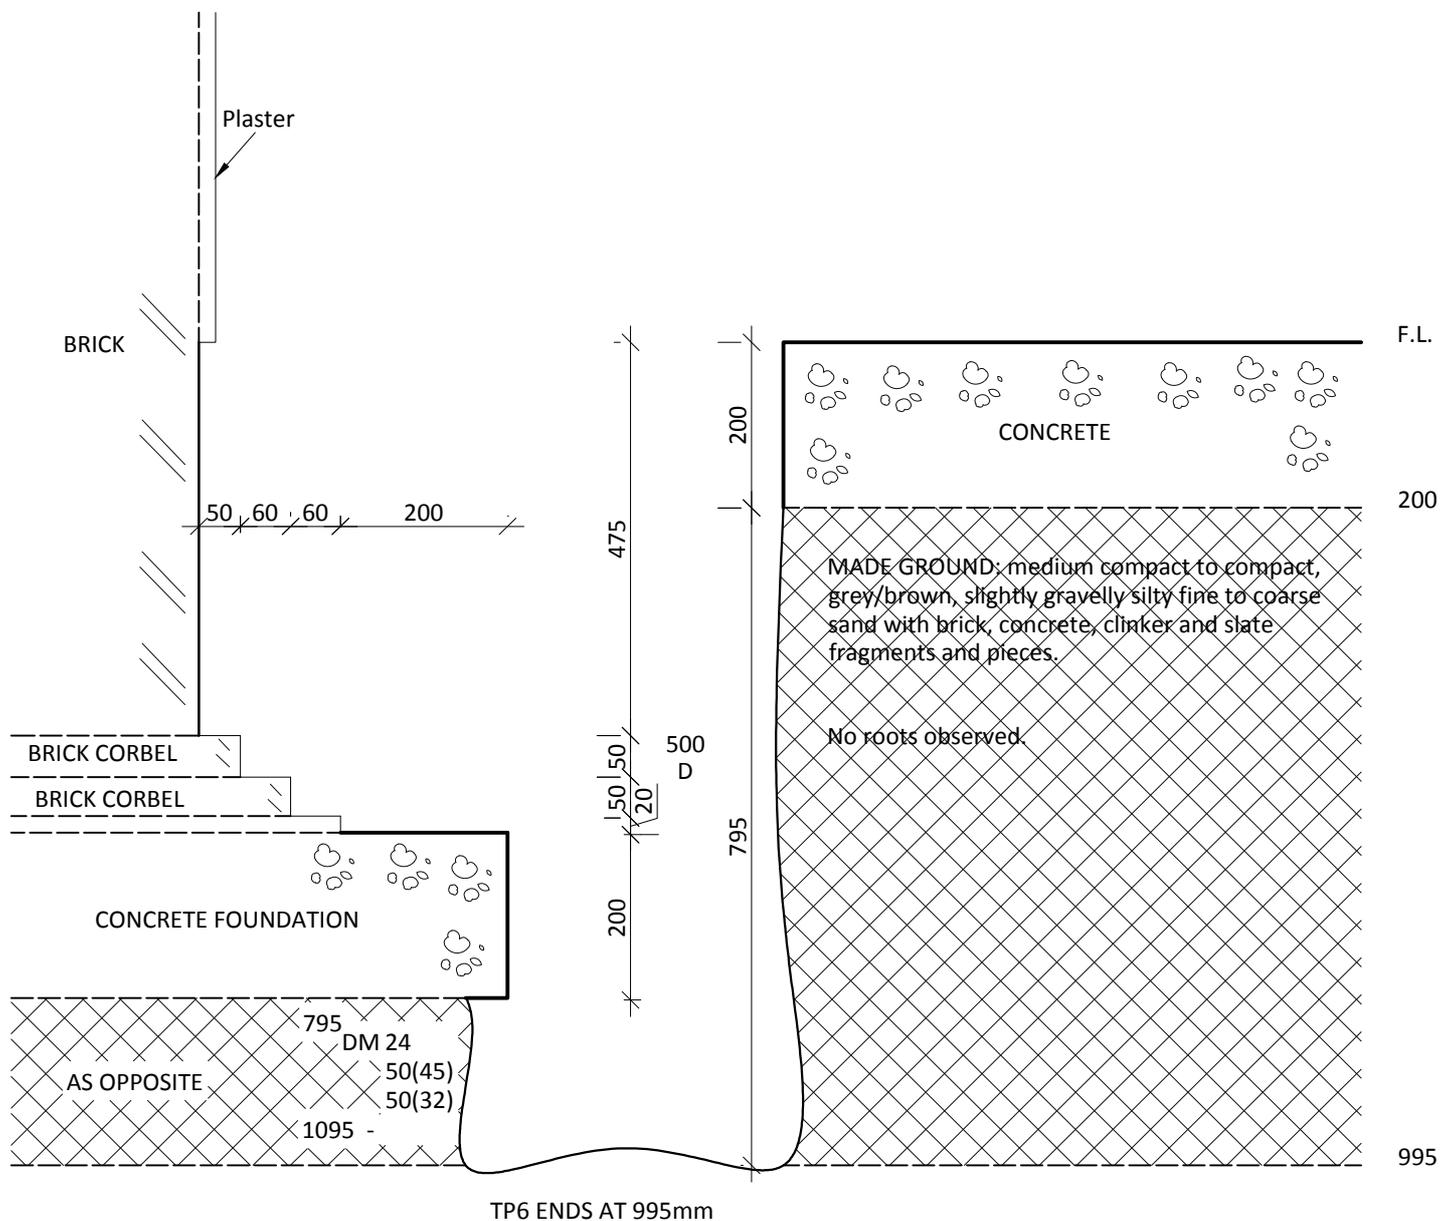 Plaster
BRICK
F.L.
CONCRETE
200
200
50 60 60 200
475
MADE GROUND: medium compact to compact,
grey/brown, slightly gravelly silty fine to coarse
sand with brick, concrete, clinker and slate
fragments and pieces.
No roots observed.
BRICK CORBEL
BRICK CORBEL
50
50
20
500
D
795
CONCRETE FOUNDATION
200
795
DM 24
50(45)
50(32)
1095 -
AS OPPOSITE
995
TP6 ENDS AT 995mm